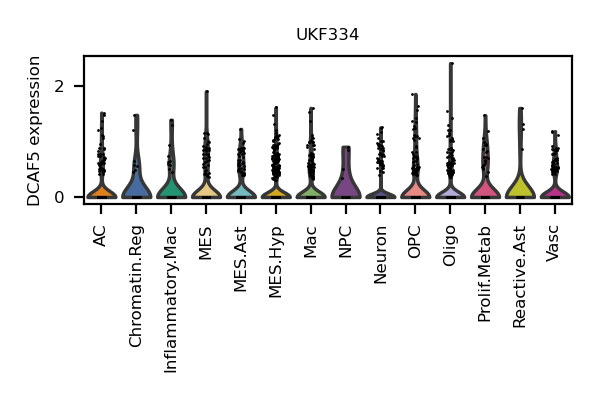 UKF334
DCAF5 expression
2
0
AC
Chromatin.Reg
Inflammatory.Mac
MES
MES.Ast
MES.Hyp
Mac
NPC
Neuron
OPC
Oligo
Prolif.Metab
Reactive.Ast
Vasc